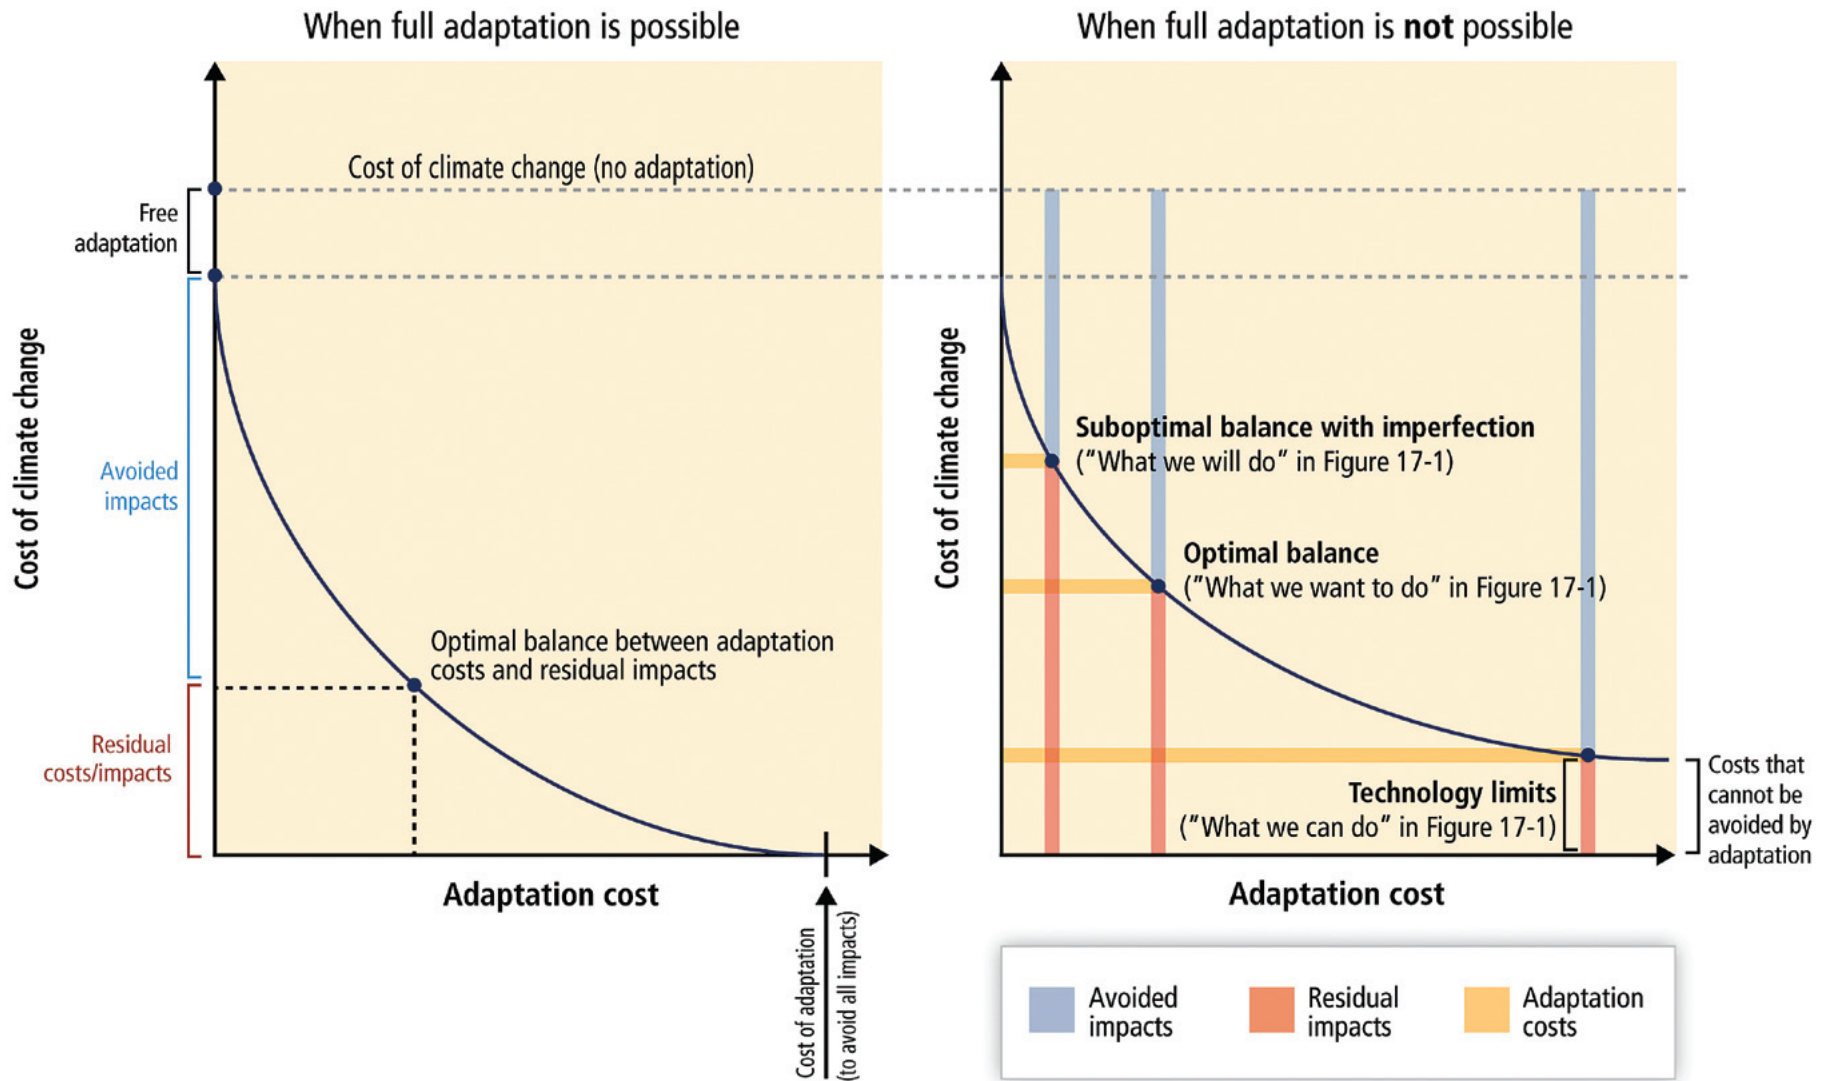 When full adaptation is possible
Cost of climate change (no adaptation)
Free
adaptation
Cost of climate change
Avoided
impacts
Optimal balance between adaptation
costs and residual impacts
Residual
costs/impacts
Adaptation cost
Cost of adaptation
(to avoid all impacts)
When full adaptation is not possible
Cost of climate change
Suboptimal balance with imperfection
("What we will do" in Figure 17-1)
Optimal balance
("What we want to do" in Figure 17-1)
Technology limits
("What we can do" in Figure 17-1)
Costs that
cannot be
avoided by
adaptation
Adaptation cost
Avoided
impacts
Residual
impacts
Adaptation
costs